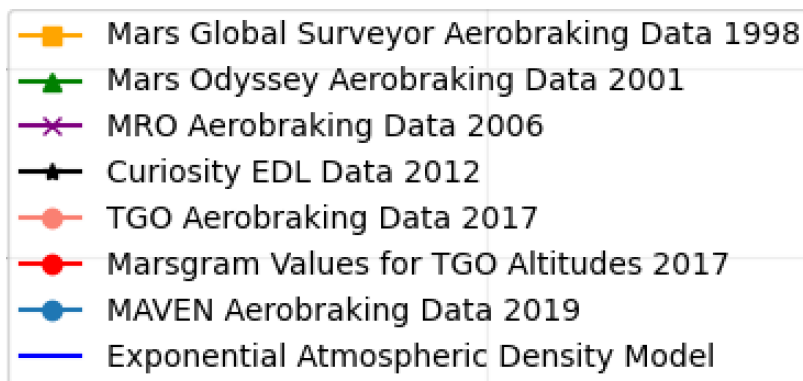 Mars Global Surveyor Aerobraking Data 1998
Mars Odyssey Aerobraking Data 2001
MRO Aerobraking Data 2006
Curiosity EDL Data 2012
TGO Aerobraking Data 2017
Marsgram Values for TGO Altitudes 2017
MAVEN Aerobraking Data 2019
Exponential Atmospheric Density Model